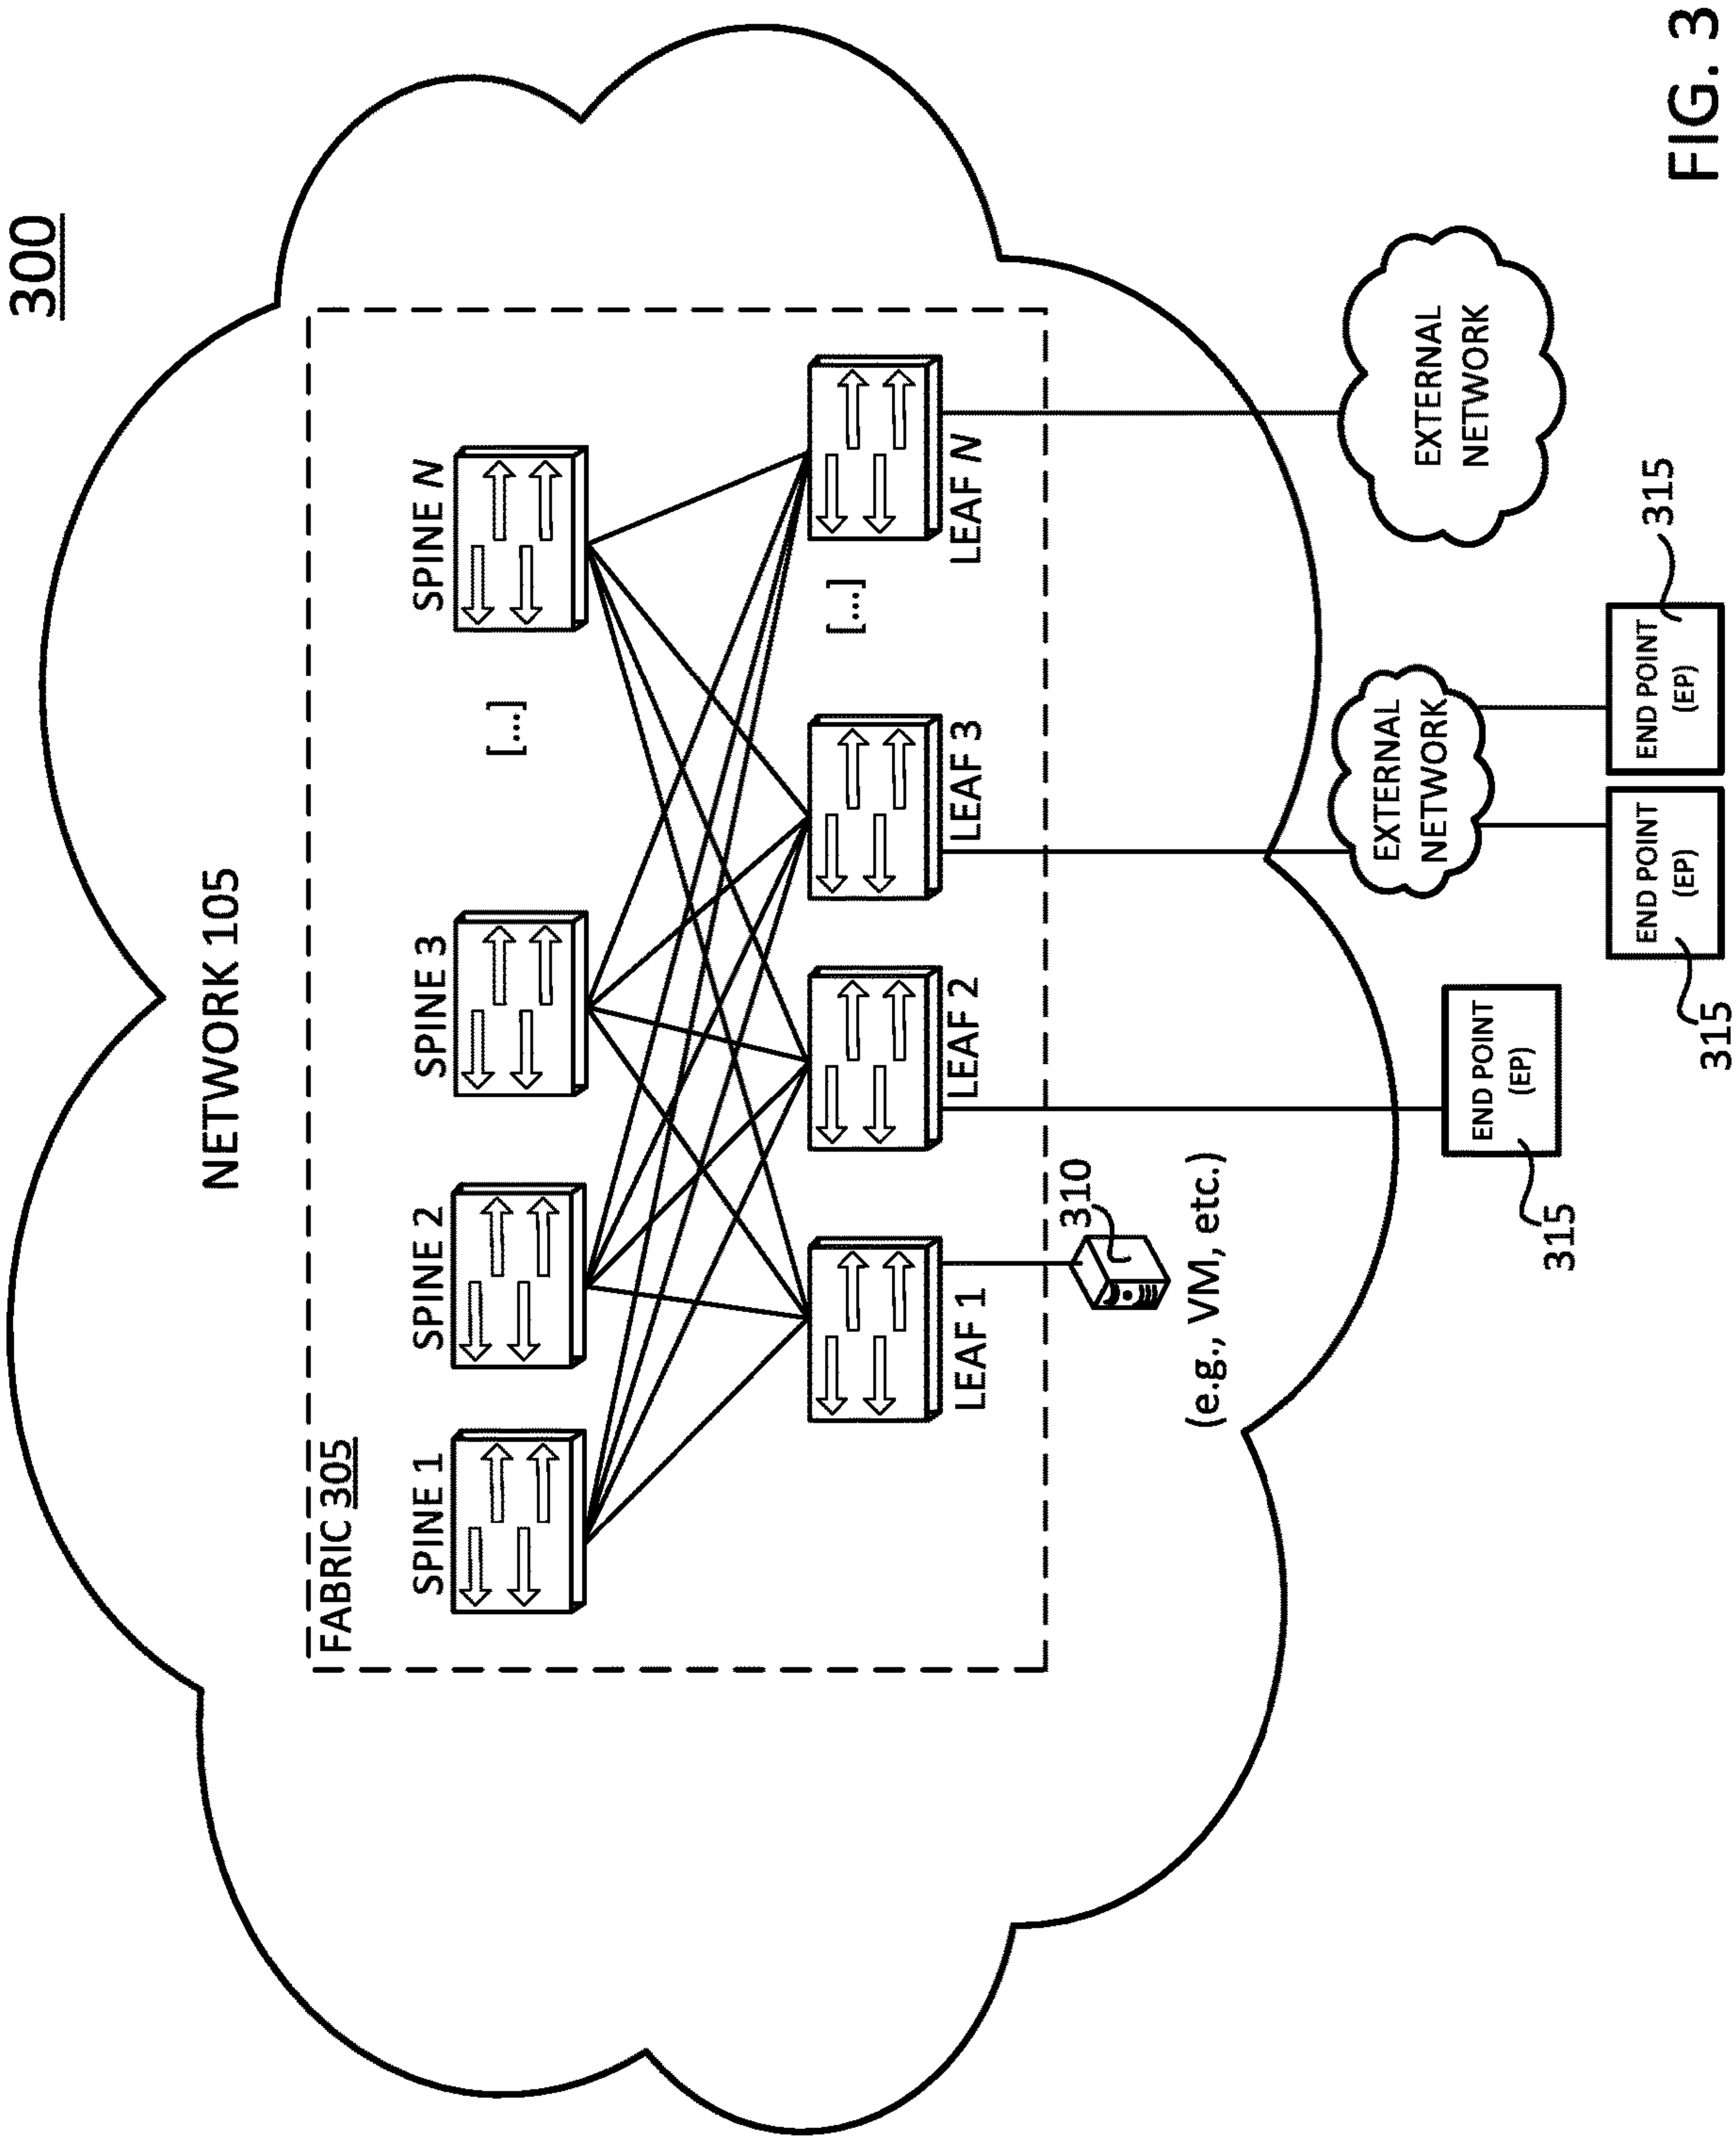 300
NETWORK 105
FABRIC 305
SPINE 1
SPINE 2
SPINE 3
SPINE N
[...]
LEAF 1
LEAF 2
LEAF 3
LEAF N
[...]
310
(e.g., VM, etc.)
END POINT
(EP)
315
EXTERNAL
NETWORK
END POINT
(EP)
315
END POINT
(EP)
315
EXTERNAL
NETWORK
FIG. 3